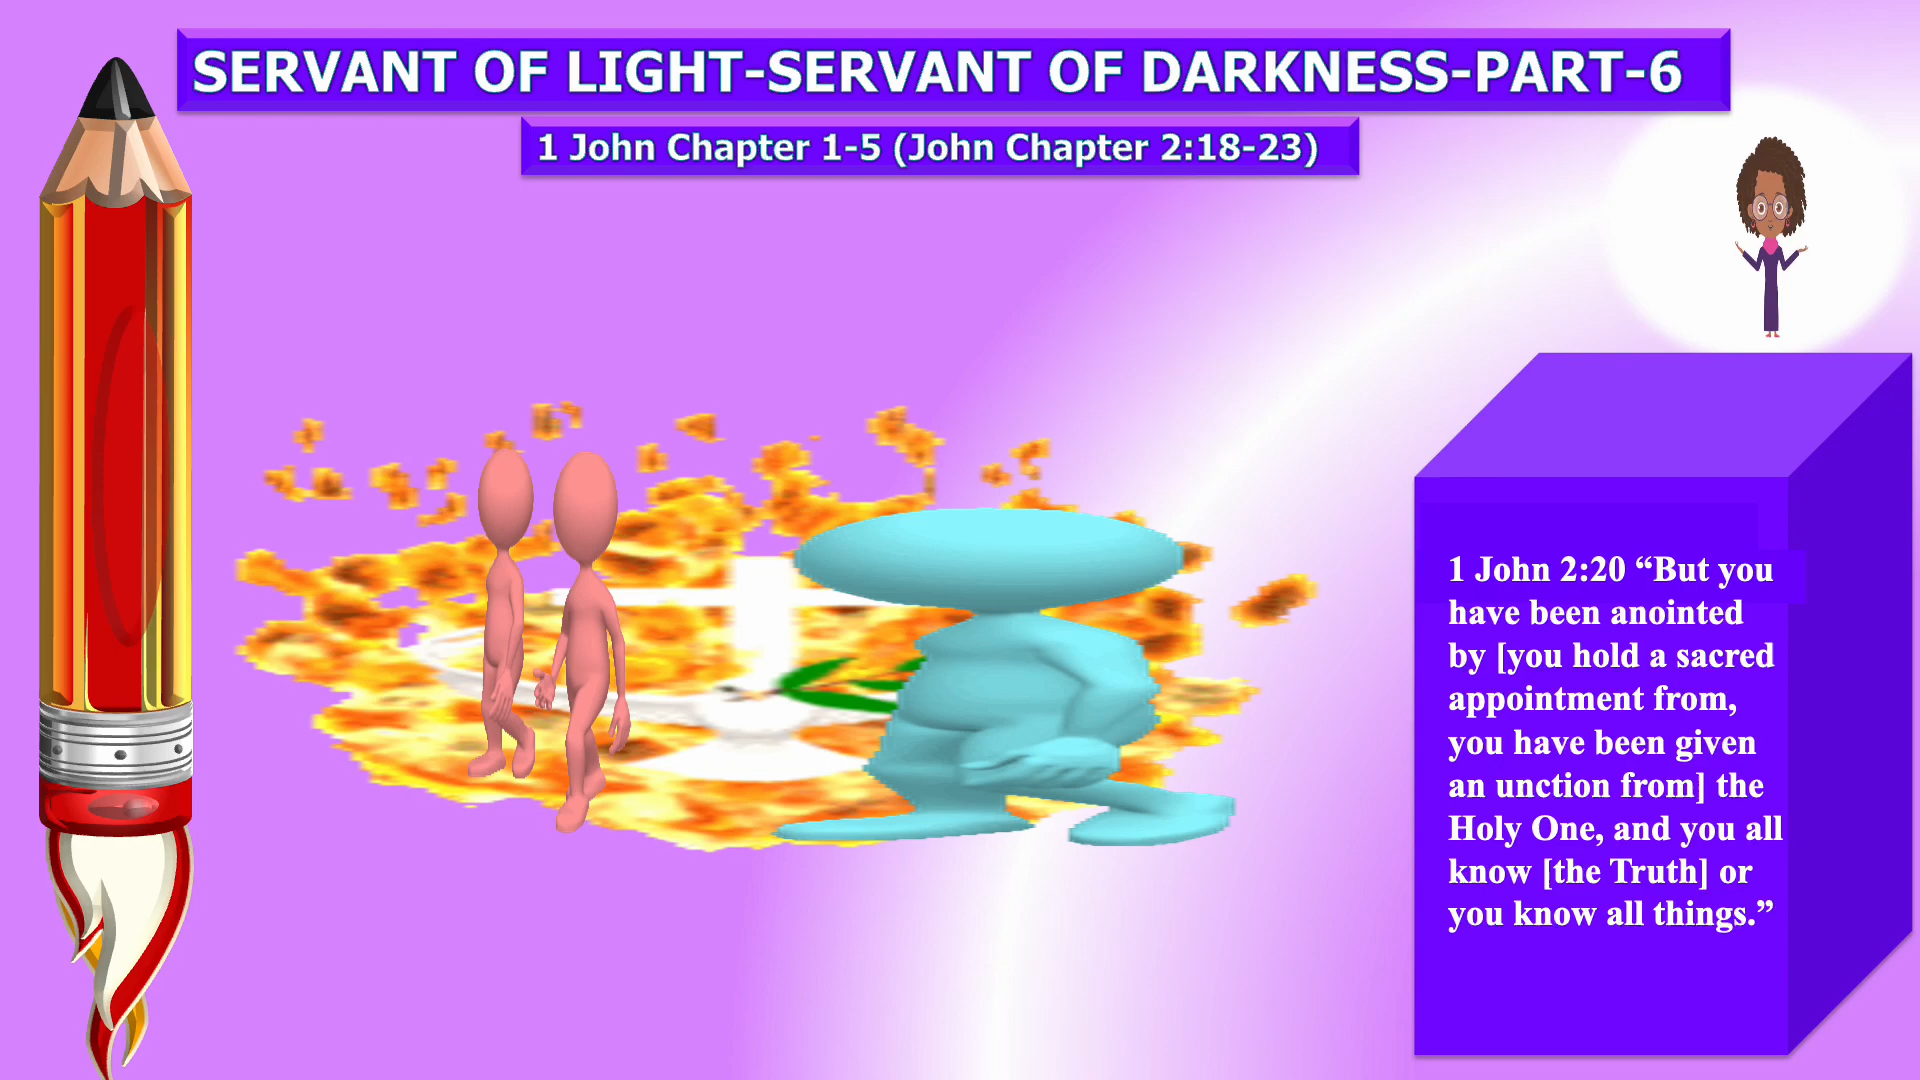 SERVANT OF LIGHT-SERVANT OF DARKNESS-PART-6
1 John Chapter 1-5 (John Chapter 2:18-23)
1 John 2:20 “But you
have been anointed
by [you hold a sacred
appointment from,
you have been given
an unction from] the
Holy One, and you all
know [the Truth] or
you know all things.”